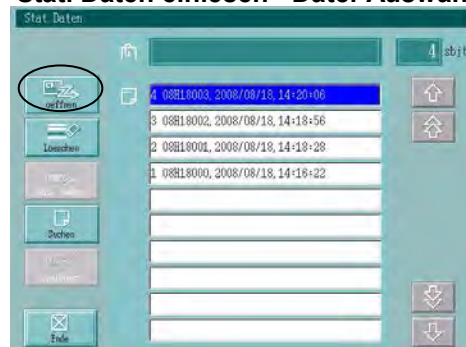 Stat. Daten einlesen - Datei Auswahl
Stat Daten
4 sbjt
oeffnen
4 08H18003, 2008/08/18, 14:20:06
3 08H18002, 2008/08/18, 14:18:56
Loeschen
2 08H18001, 2008/08/18, 14:18:28
1 08H18000, 2008/08/18, 14:16:22
Suchen
Ende